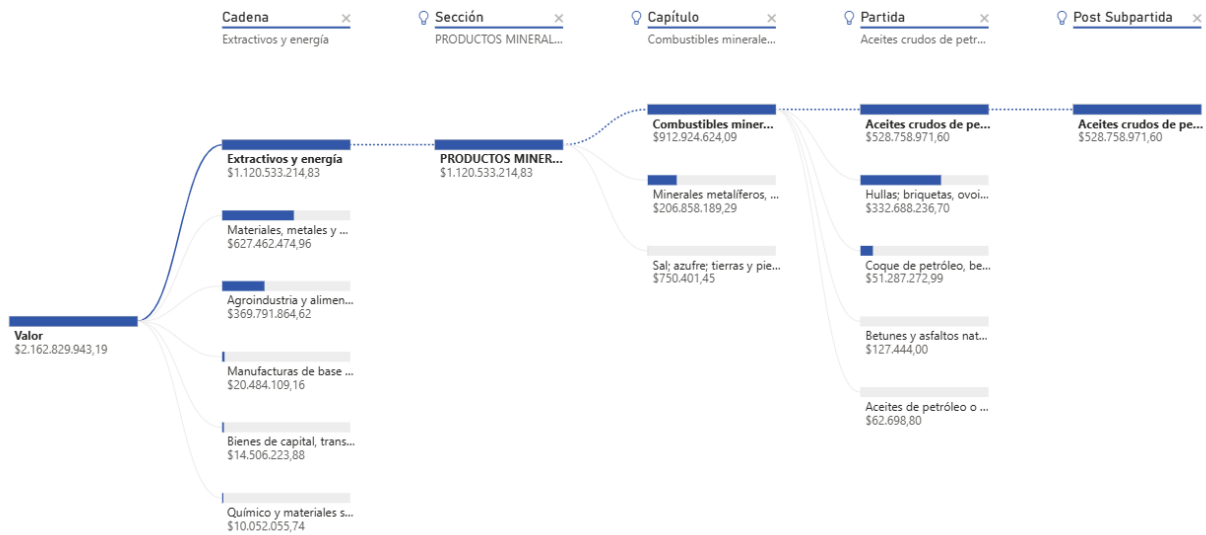 Cadena
Extractivos y energía
Sección
PRODUCTOS MINERAL...
Capítulo
Combustibles minerale...
Partida
Aceites crudos de petr...
Post Subpartida
Valor
$2.162.829.943,19
Extractivos y energía
$1.120.533.214,83
Materiales, metales y ...
$627.462.474,96
Agroindustria y alimen...
$369.791.864,62
Manufacturas de base ...
$20.484.109,16
Bienes de capital, trans...
$14.506.223,88
Químico y materiales s...
$10.052.055,74
PRODUCTOS MINER...
$1.120.533.214,83
Combustibles miner...
$912.924.624,09
Minerales metalíferos, ...
$206.858.189,29
Sal; azufre; tierras y pie...
$750.401,45
Aceites crudos de pe...
$528.758.971,60
Hullas; briquetas, ovoi...
$332.688.236,70
Coque de petróleo, be...
$51.287.272,99
Betunes y asfaltos nat...
$127.444,00
Aceites de petróleo o ...
$62.698,80
Aceites crudos de pe...
$528.758.971,60